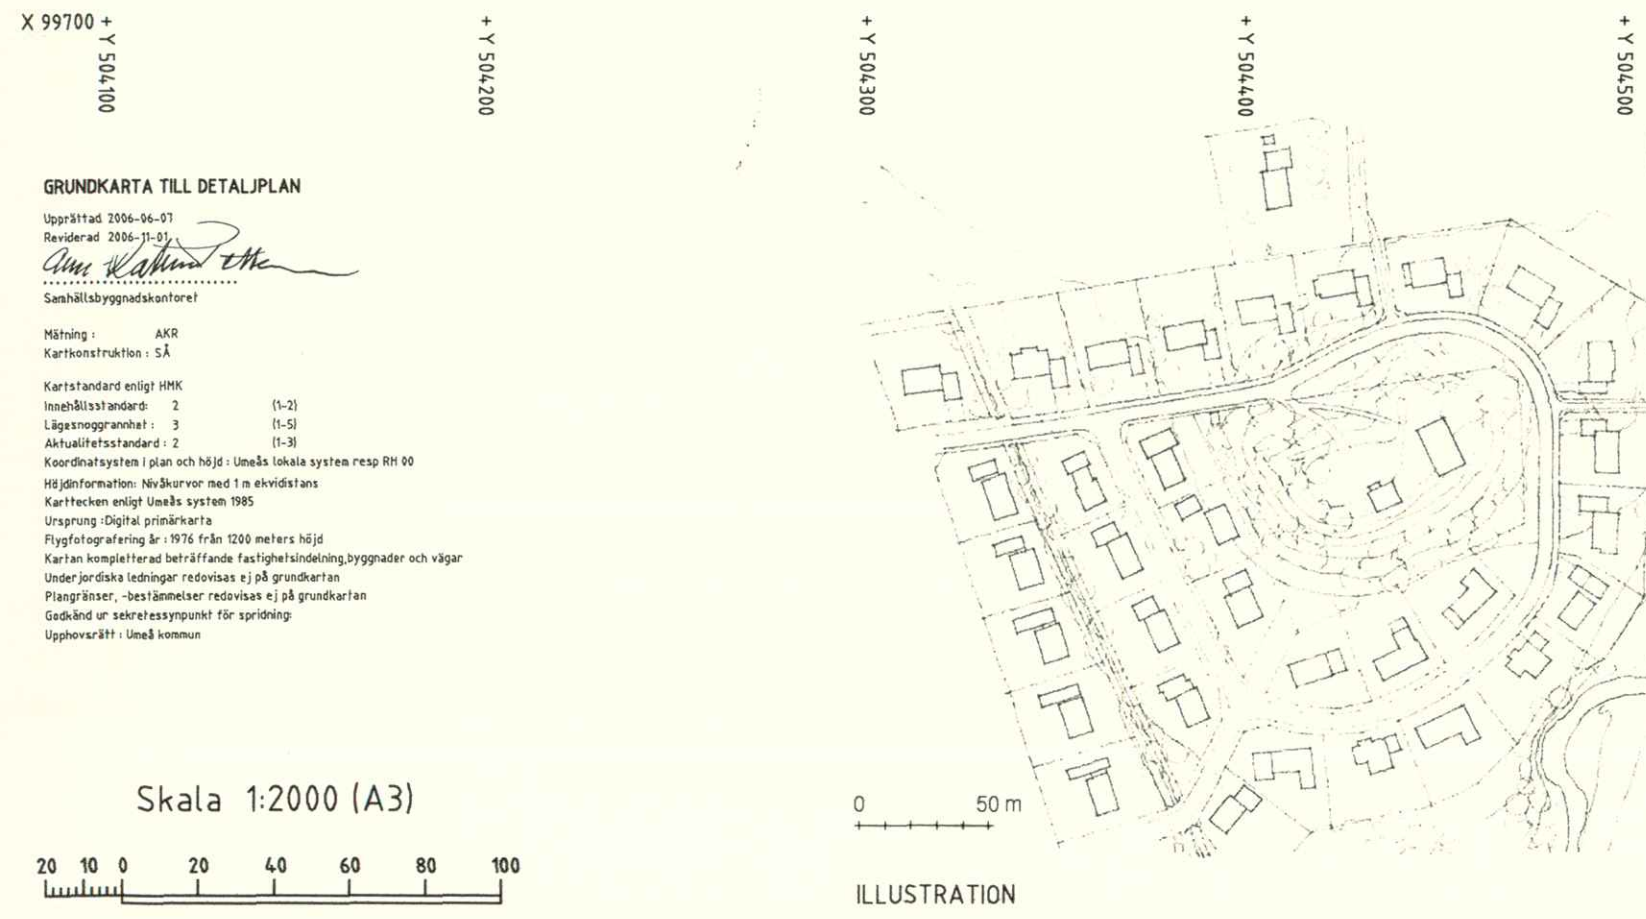 X 99700 +
+ Y 504100
+ Y 504200
+ Y 504300
+ Y 504400
+ Y 504500
GRUNDKARTA TILL DETALJPLAN
Upprättad 2006-06-07
Reviderad 2006-11-01
Samhällsbyggnadskontoret
Mätning : AKR
Kartkonstruktion : SÅ
Kartstandard enligt HMK
Innehållsstandard: 2 (1-2)
Lägesnoggrannhet : 3 (1-5)
Aktualitetsstandard : 2 (1-3)
Koordinatsystem i plan och höjd : Umeås lokala system resp RH 00
Höjdinformation: Nivåkurvor med 1 m ekvidistans
Karttecken enligt Umeås system 1985
Ursprung :Digital primärkarta
Flygfotografering år : 1976 från 1200 meters höjd
Kartan kompletterad beträffande fastighetsindelning,byggnader och vägar
Underjordiska ledningar redovisas ej på grundkartan
Plangränser, -bestämmelser redovisas ej på grundkartan
Godkänd ur sekretessynpunkt för spridning:
Upphovsrätt : Umeå kommun
Skala 1:2000 (A3)
20 10 0 20 40 60 80 100
0 50 m
ILLUSTRATION